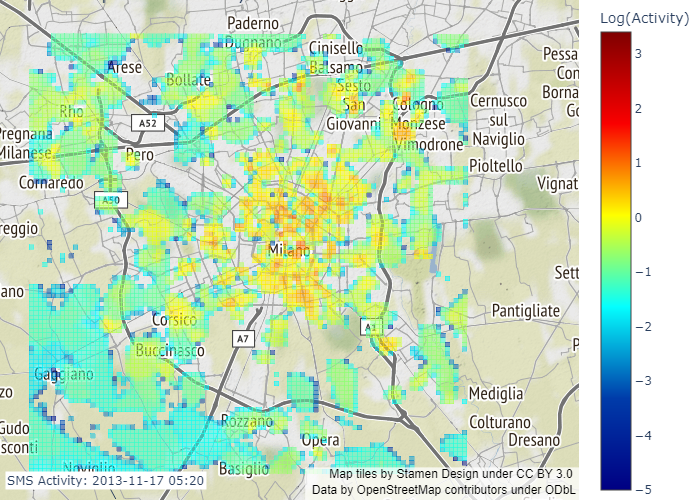 Log(Activity)
3
2
1
0
−1
−2
−3
−4
−5
Paderno
Dugnano
Cinisello
Balsamo
Arese
Bollate
Sesto
San
Giovanni
Cologno
Monzese
Cernusco
sul
Naviglio
Pessa
Con
Borna
Go
Rho
A52
Pregnana
Milanese
Pero
Vimodrone
Pioltello
Cornaredo
Vignat
A50
reggio
Milano
Sett
ano
Corsico
A7
A1
Pantigliate
P
Buccinasco
Gaggiano
zo
Mediglia
Gudo
sconti
Rozzano
Opera
Colturano
Dresano
Noviglio
Basiglio
SMS Activity: 2013-11-17 05:20
Map tiles by Stamen Design under CC BY 3.0
Data by OpenStreetMap contributors under ODbL